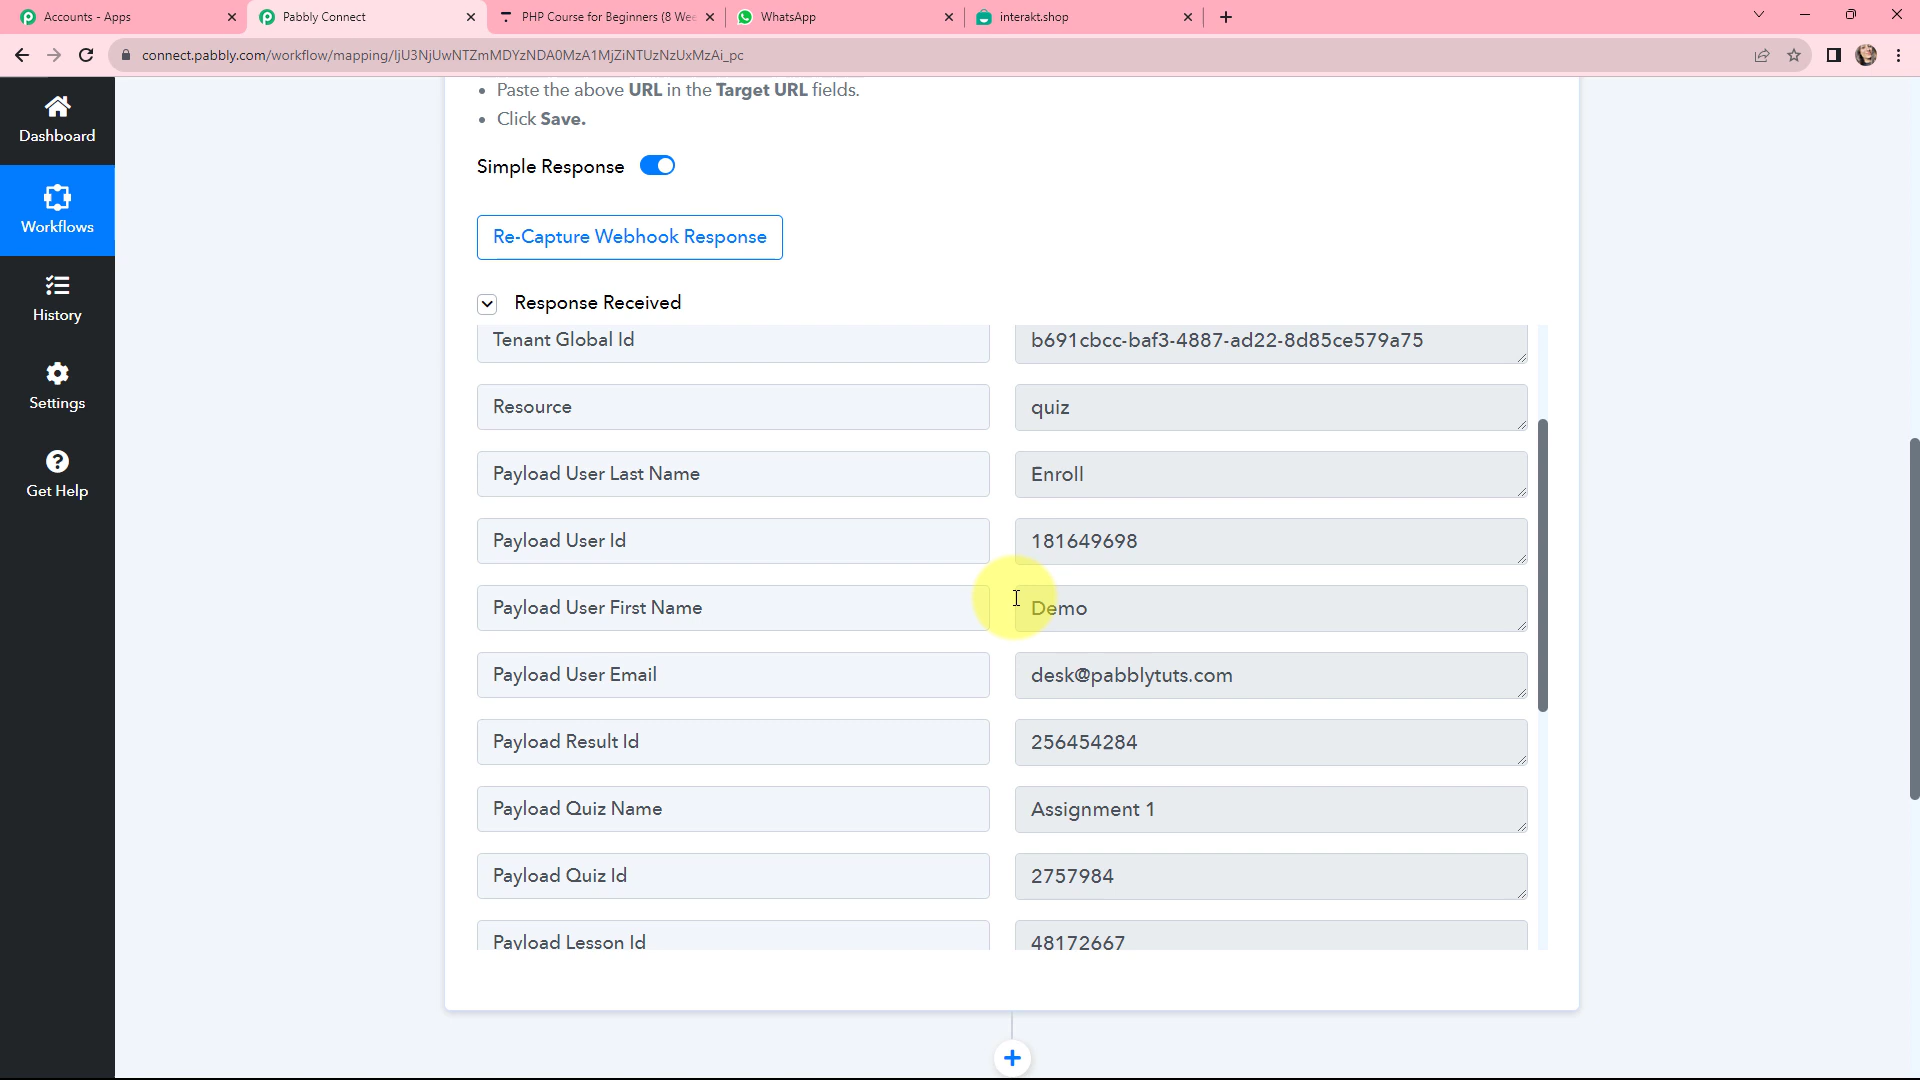 Accounts - Apps
Pabbly Connect
PHP Course for Beginners (8 Wee
WhatsApp
interakt.shop
connect.pabbly.com/workflow/mapping/IjU3NjUwNTZmMDYzNDA0MzA1MjZiNTUzNzUxMzAi_pc
Dashboard
Workflows
History
Settings
Get Help
• Paste the above URL in the Target URL fields.
• Click Save.
Simple Response
Re-Capture Webhook Response
Response Received
Tenant Global Id b691cbcc-baf3-4887-ad22-8d85ce579a75
Resource quiz
Payload User Last Name Enroll
Payload User Id 181649698
Payload User First Name Demo
Payload User Email desk@pabblytuts.com
Payload Result Id 256454284
Payload Quiz Name Assignment 1
Payload Quiz Id 2757984
Payload Lesson Id 48172667